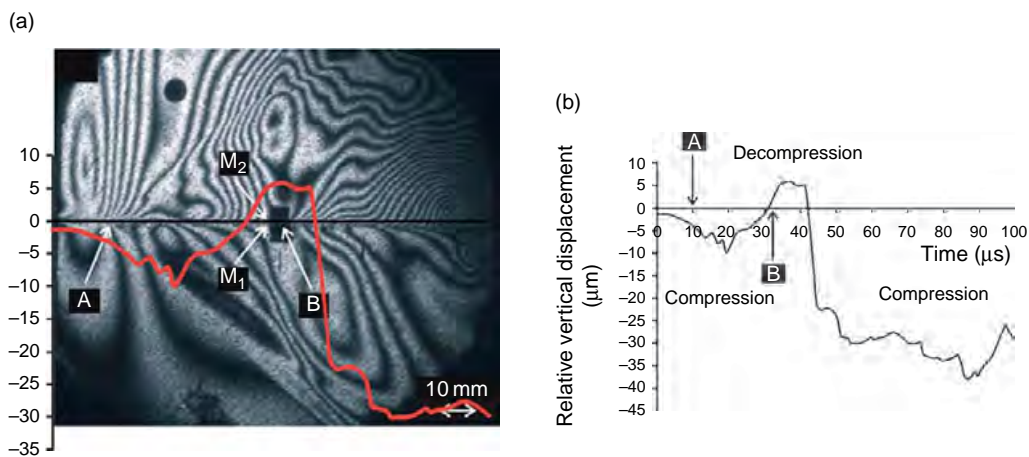 (a)
10
5
0
–5
–10
–15
–20
–25
–30
–35
M2
M1
A
B
10 mm
(b)
Relative vertical displacement
(μm)
10
5
0
–5
–10
–15
–20
–25
–30
–35
–40
–45
A
Decompression
10 20 30 40 50 60 70 80 90 100
Time (μs)
B
Compression
Compression